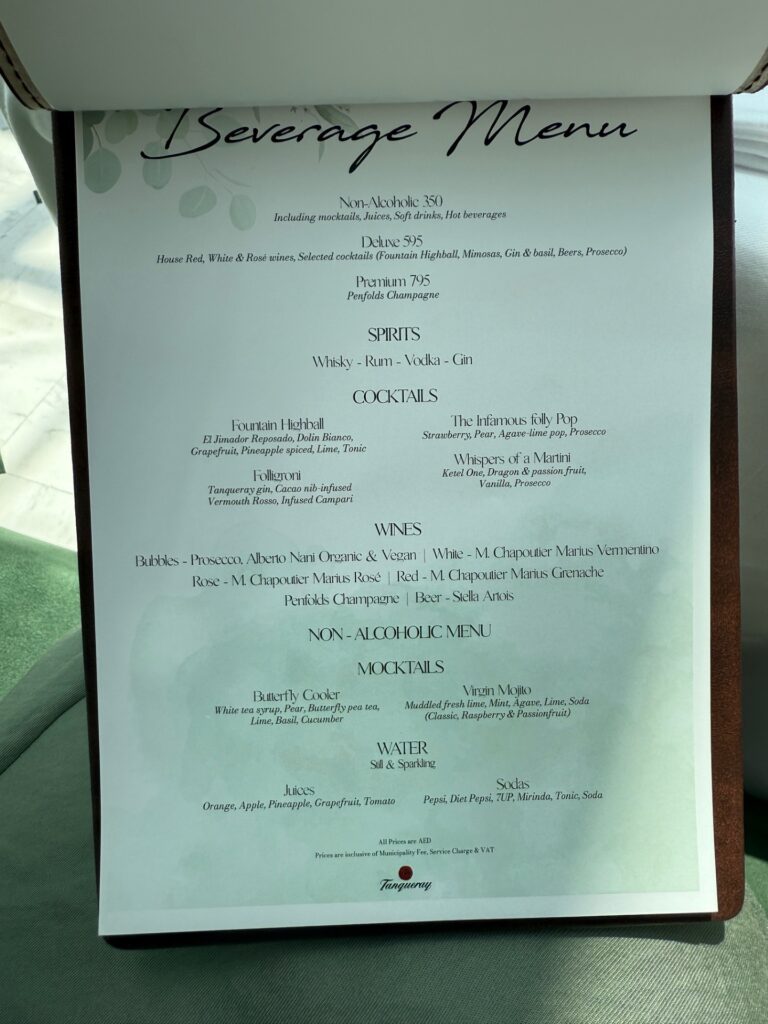 Beverage Menu
Non-Alcoholic 350
Including mocktails, Juices, Soft drinks, Hot beverages
Deluxe 595
House Red, White & Rosé wines, Selected cocktails (Fountain Highball, Mimosas, Gin & basil, Beers, Prosecco)
Premium 795
Penfolds Champagne
SPIRITS
Whisky - Rum - Vodka - Gin
COCKTAILS
Fountain Highball
El Jimador Reposado, Dolin Bianco,
Grapefruit, Pineapple spiced, Lime, Tonic
The Infamous folly Pop
Strawberry, Pear, Agave-lime pop, Prosecco
Folligroni
Tanqueray gin, Cacao nib-infused
Vermouth Rosso, Infused Campari
Whispers of a Martini
Ketel One, Dragon & passion fruit,
Vanilla, Prosecco
WINES
Bubbles - Prosecco, Alberto Nani Organic & Vegan | White - M. Chapoutier Marius Vermentino
Rose - M. Chapoutier Marius Rosé | Red - M. Chapoutier Marius Grenache
Penfolds Champagne | Beer - Stella Artois
NON - ALCOHOLIC MENU
MOCKTAILS
Butterfly Cooler
White tea syrup, Pear, Butterfly pea tea,
Lime, Basil, Cucumber
Virgin Mojito
Muddled fresh lime, Mint, Agave, Lime, Soda
(Classic, Raspberry & Passionfruit)
WATER
Still & Sparkling
Juices
Orange, Apple, Pineapple, Grapefruit, Tomato
Sodas
Pepsi, Diet Pepsi, 7UP, Mirinda, Tonic, Soda
All Prices are AED
Prices are inclusive of Municipality Fee, Service Charge & VAT
Tanqueray